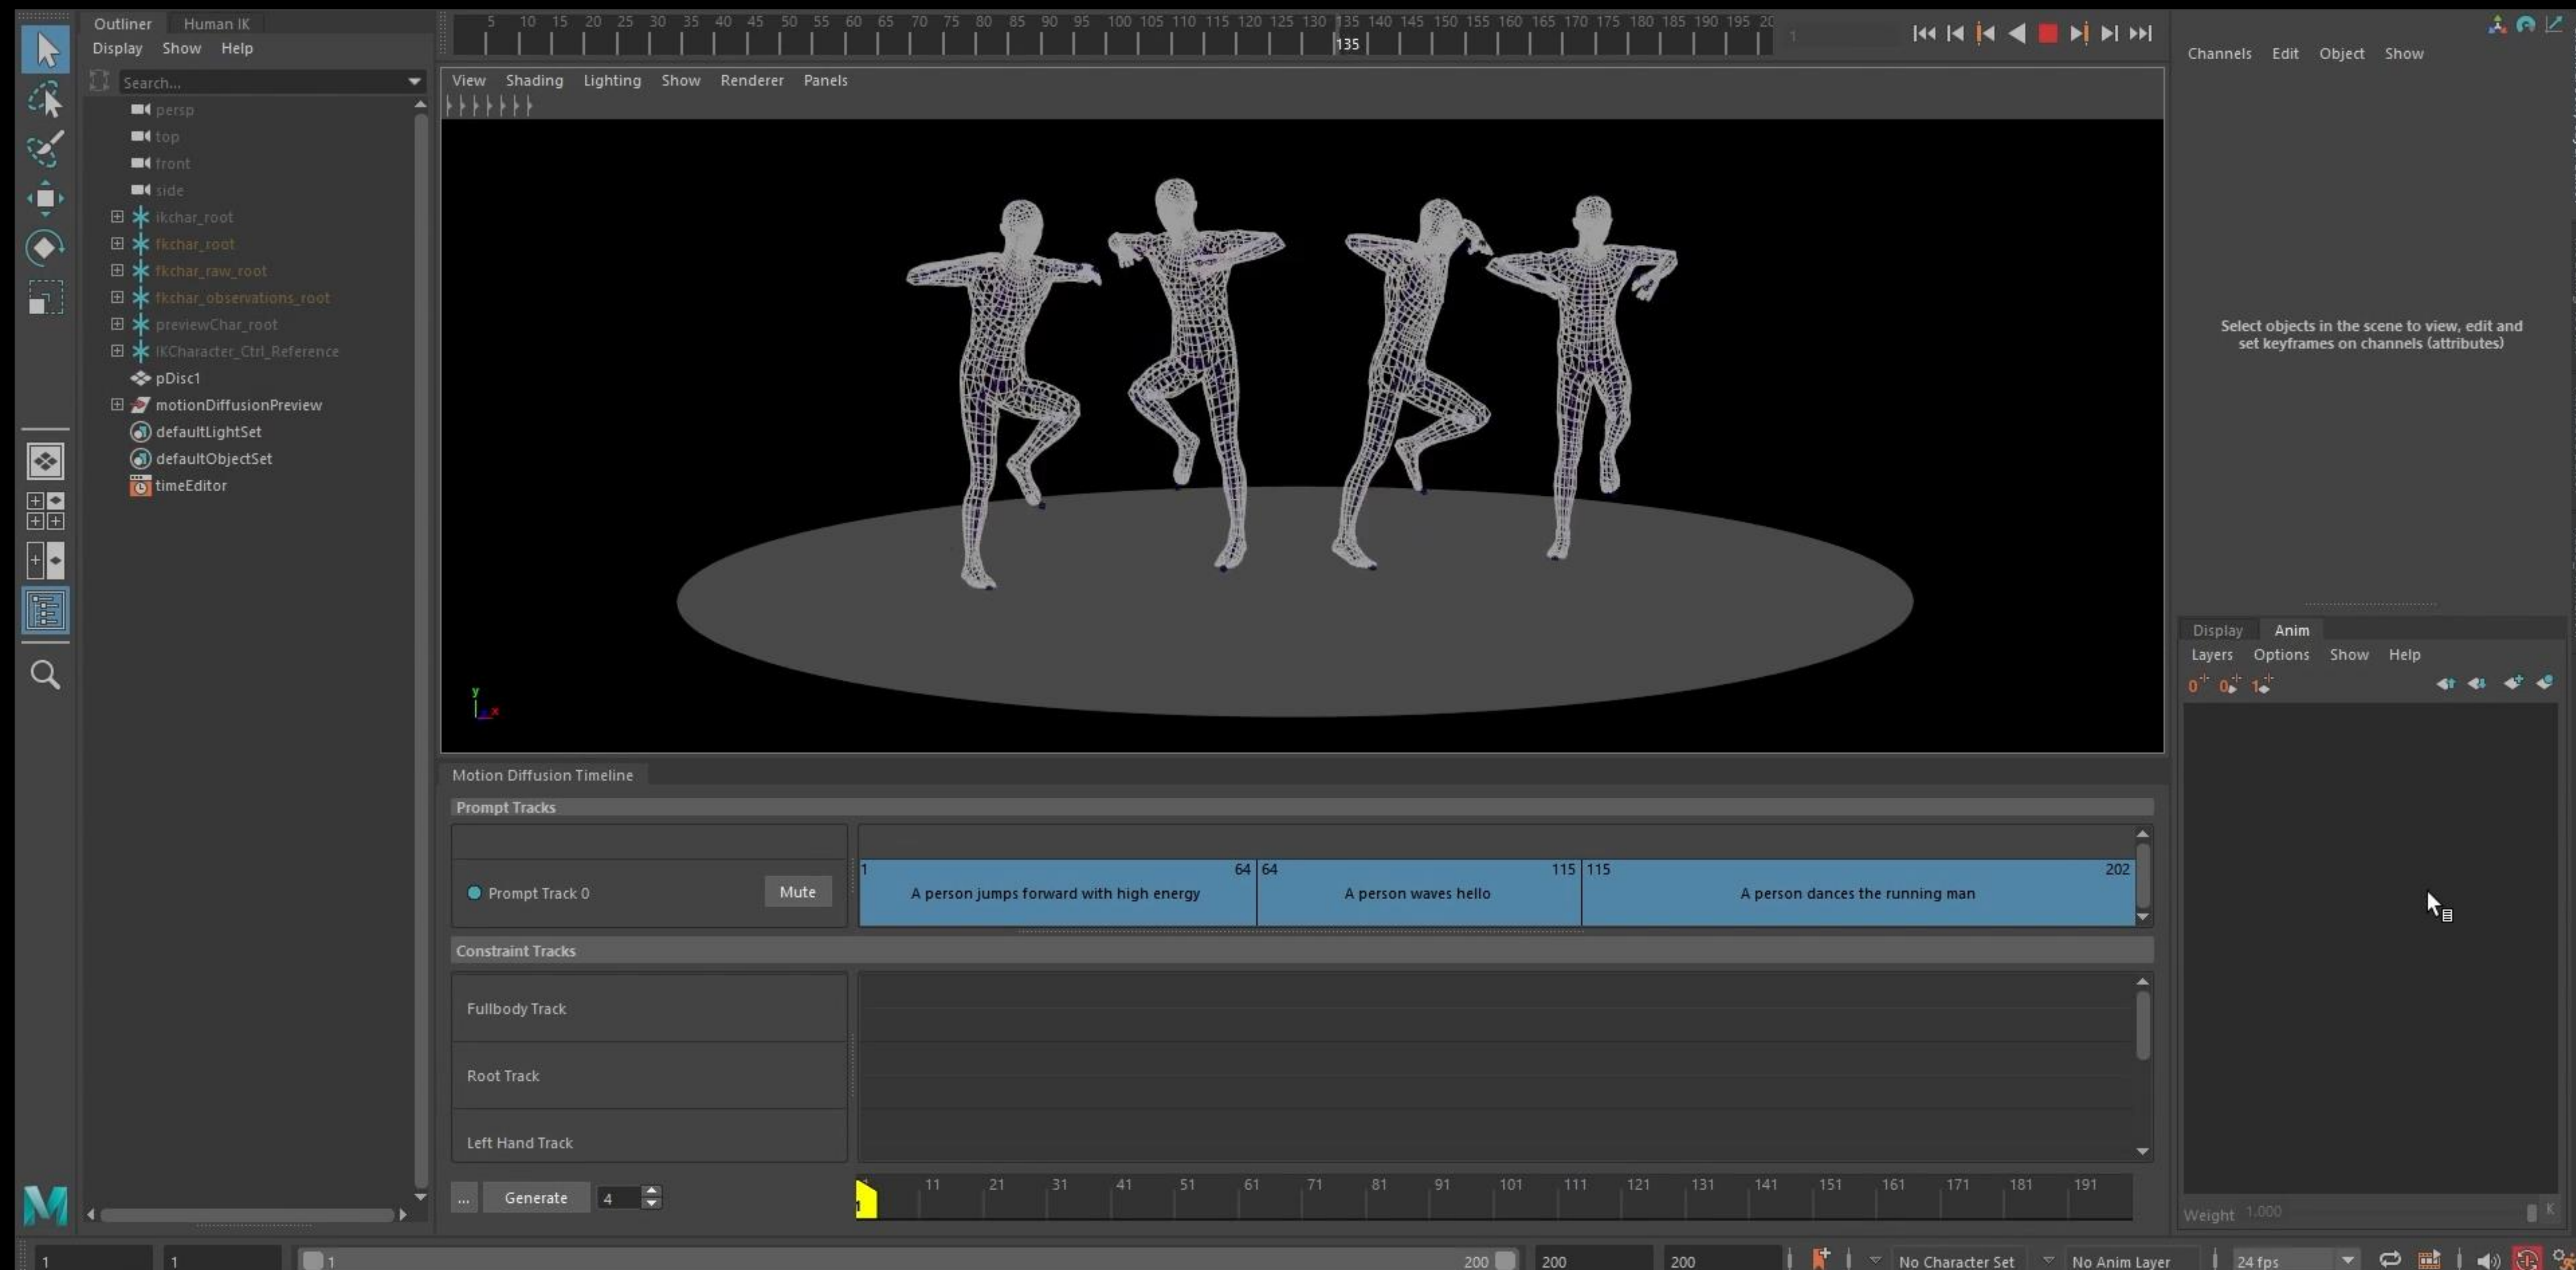 Outliner Human IK
Display Show Help
Search...
persp
top
front
side
ikchar_root
fkchar_root
fkchar_raw_root
fkchar_observations_root
previewChar_root
IKCharacter_Ctrl_Reference
pDisc1
motionDiffusionPreview
defaultLightSet
defaultObjectSet
timeEditor
5 10 15 20 25 30 35 40 45 50 55 60 65 70 75 80 85 90 95 100 105 110 115 120 125 130 135 140 145 150 155 160 165 170 175 180 185 190 195 20
135
1
View Shading Lighting Show Renderer Panels
y
x
Channels Edit Object Show
Select objects in the scene to view, edit and
set keyframes on channels (attributes)
Display Anim
Layers Options Show Help
Motion Diffusion Timeline
Prompt Tracks
1 64 64 115 115 202
Prompt Track 0 Mute A person jumps forward with high energy A person waves hello A person dances the running man
Constraint Tracks
Fullbody Track
Root Track
Left Hand Track
... Generate 4
1 11 21 31 41 51 61 71 81 91 101 111 121 131 141 151 161 171 181 191
Weight 1.000 K
1 1 1 200 200 200 No Character Set No Anim Layer 24 fps